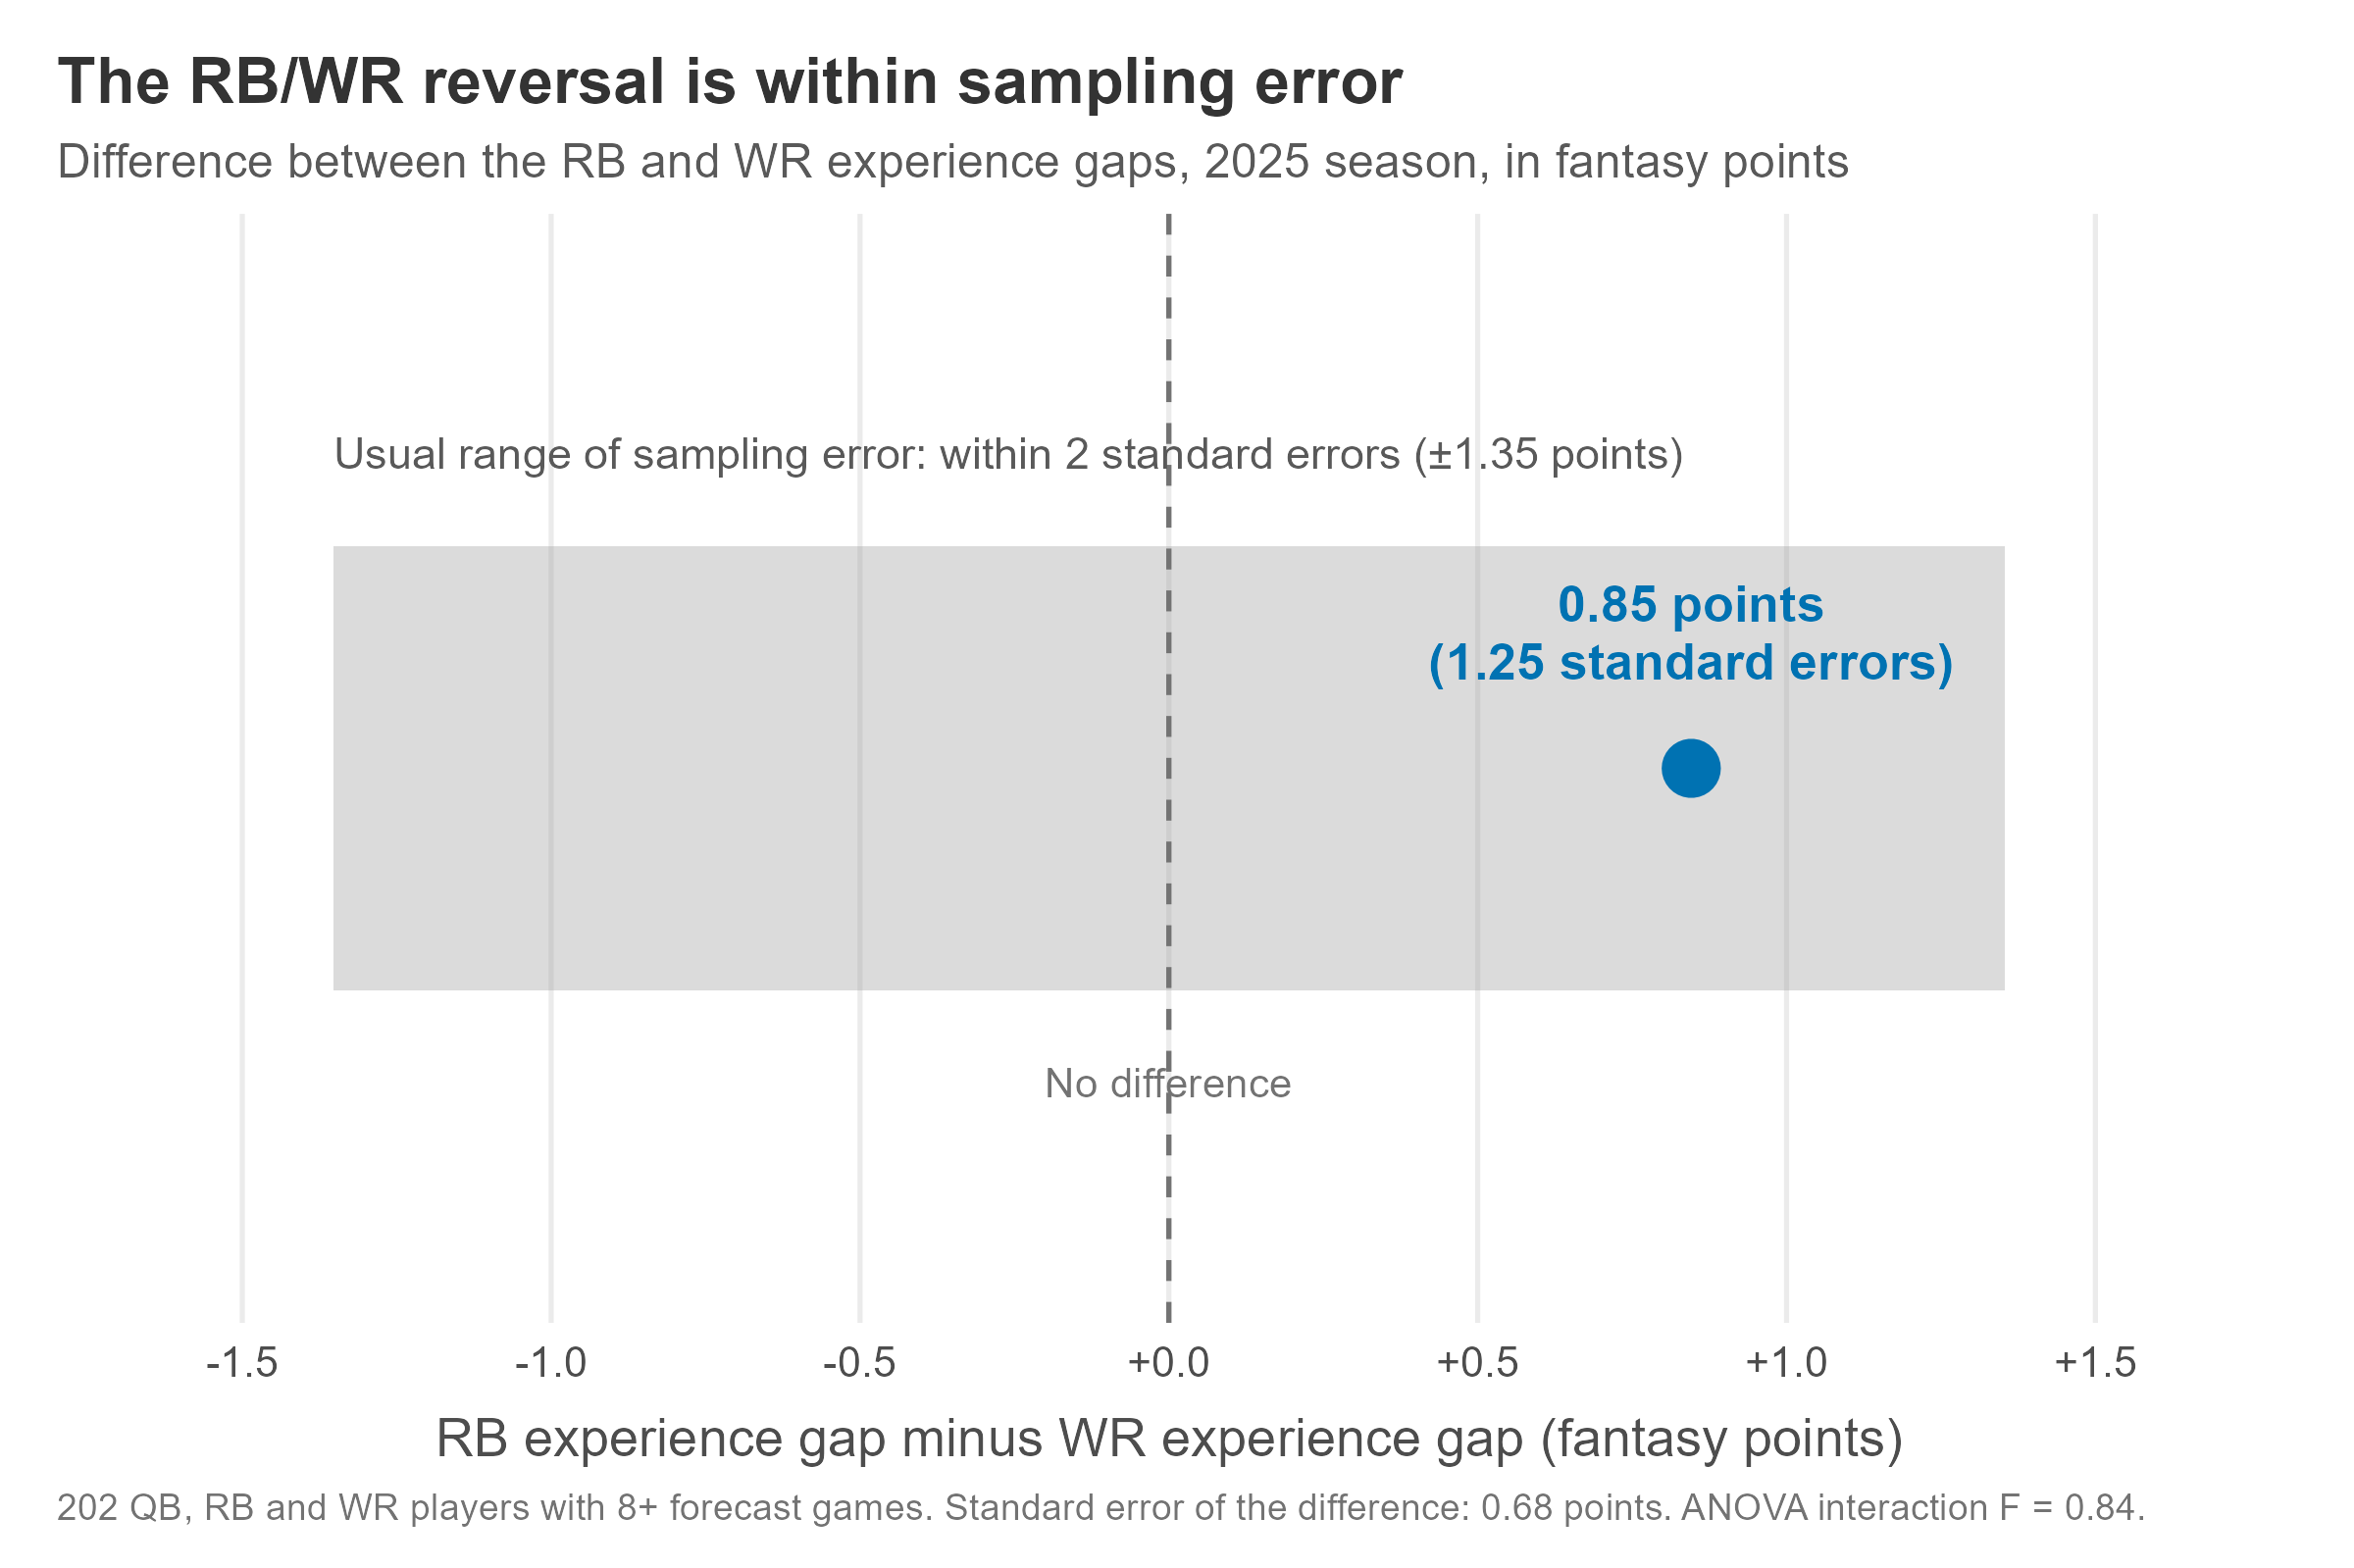 The RB/WR reversal is within sampling error
Difference between the RB and WR experience gaps, 2025 season, in fantasy points
Usual range of sampling error: within 2 standard errors (±1.35 points)
0.85 points
(1.25 standard errors)
No difference
-1.5 -1.0 -0.5 +0.0 +0.5 +1.0 +1.5
RB experience gap minus WR experience gap (fantasy points)
202 QB, RB and WR players with 8+ forecast games. Standard error of the difference: 0.68 points. ANOVA interaction F = 0.84.